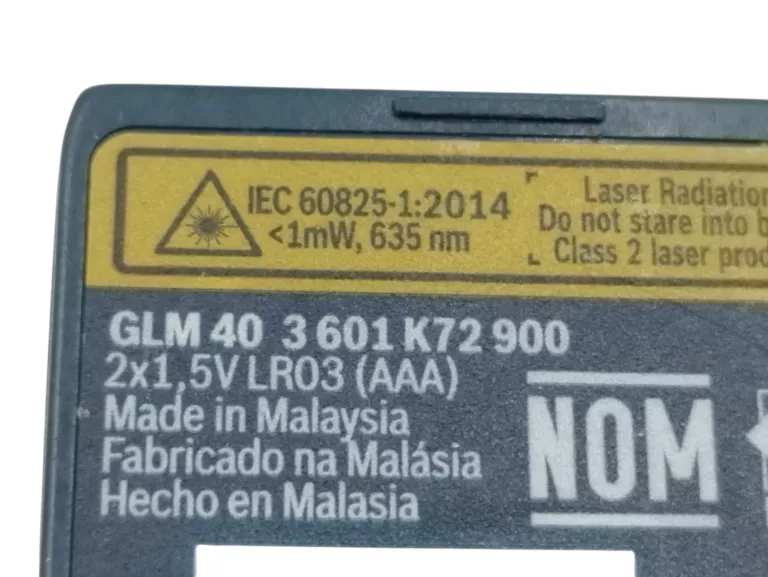 IEC 60825-1:2014
<1mW, 635 nm
Laser Radiation
Do not stare into
Class 2 laser
GLM 40 3 601 K72 900
2x1,5V LR03 (AAA)
Made in Malaysia
Fabricado na Malásia
Hecho en Malasia
NOM